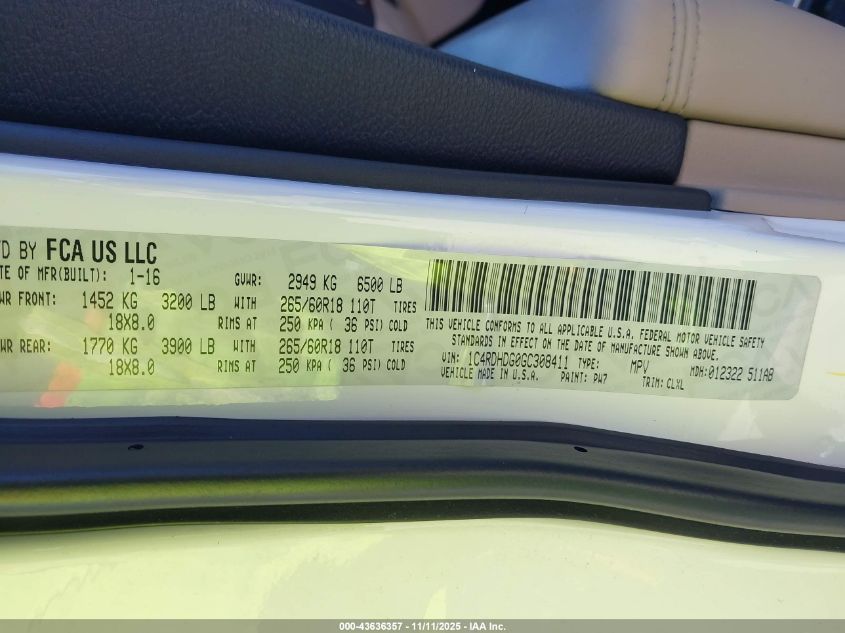 FD BY FCA US LLC
ATE OF MFR(BUILT): 1-16
GVWR: 2949 KG 6500 LB
WR FRONT: 1452 KG 3200 LB WITH 265/60R18 110T TIRES
18X8.0 RIMS AT 250 KPA ( 36 PSI) COLD
WR REAR: 1770 KG 3900 LB WITH 265/60R18 110T TIRES
18X8.0 RIMS AT 250 KPA ( 36 PSI) COLD
THIS VEHICLE CONFORMS TO ALL APPLICABLE U.S.A. FEDERAL MOTOR VEHICLE SAFETY
STANDARDS IN EFFECT ON THE DATE OF MANUFACTURE SHOWN ABOVE.
VIN: 1C4RDHDG0GC308411 TYPE: MPV MDH:012322 511AB
VEHICLE MADE IN U.S.A. PAINT: PW7 TRIM: CLXL
000-43636357 - 11/11/2025 - IAA Inc.